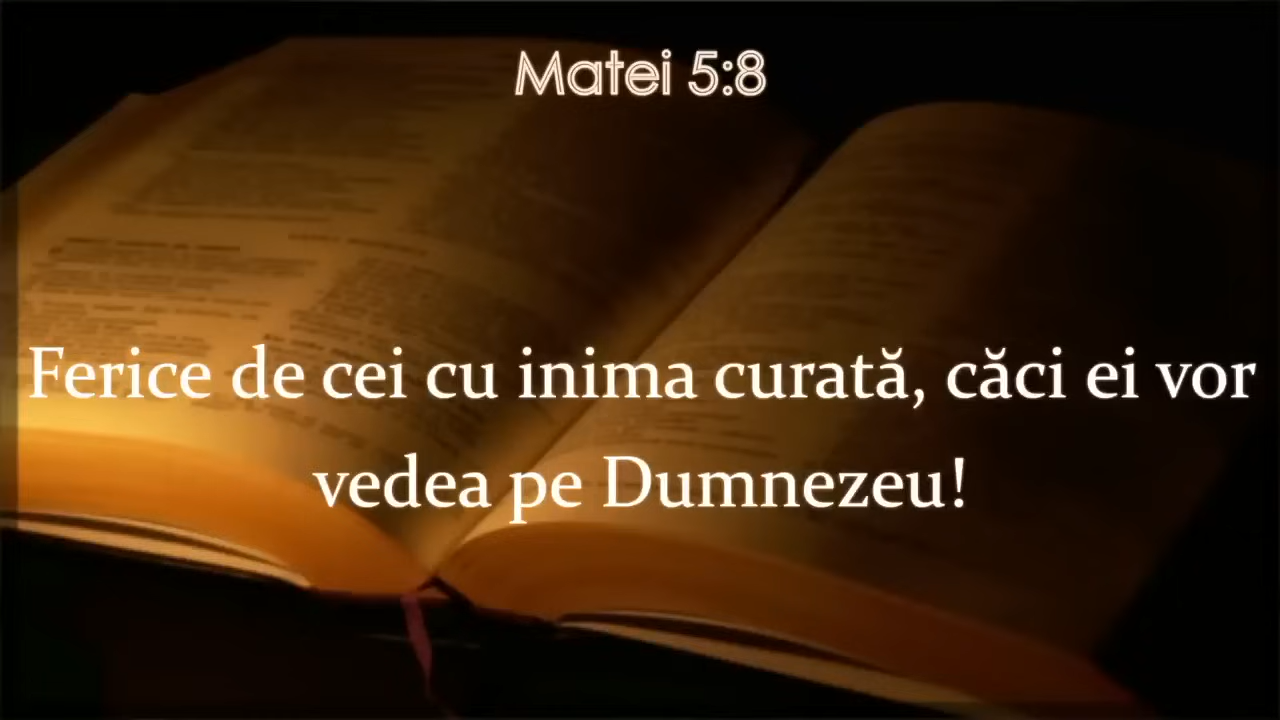 Matei 5:8
Ferice de cei cu inima curată, căci ei vor
vedea pe Dumnezeu!